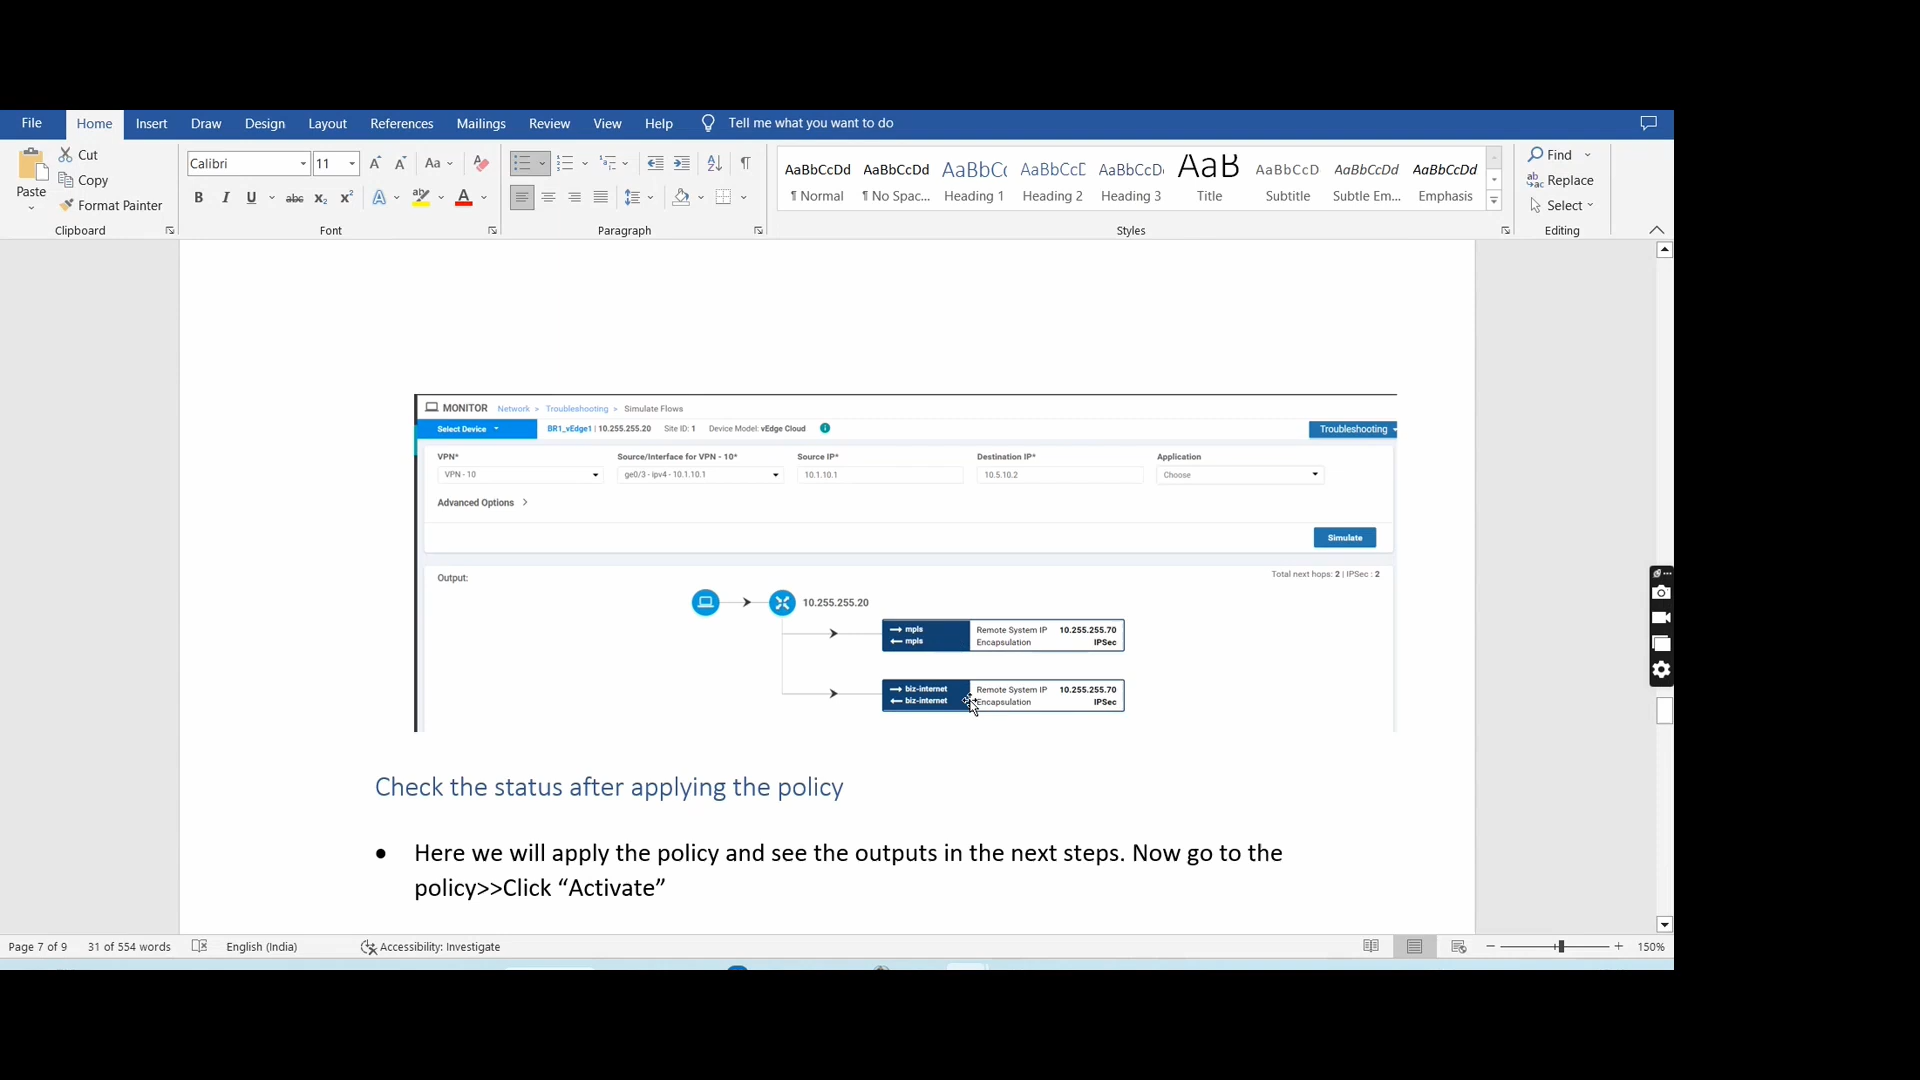 File Home Insert Draw Design Layout References Mailings Review View Help Tell me what you want to do
Paste
Cut
Copy
Format Painter
Clipboard
Calibri 11
Aa
B I U abc x₂ x² A A
Font
Paragraph
AaBbCcDd AaBbCcDd AaBbCc AaBbCcD AaBbCcD AaB AaBbCcD AaBbCcDd AaBbCcDd
¶ Normal ¶ No Spac... Heading 1 Heading 2 Heading 3 Title Subtitle Subtle Em... Emphasis
Styles
Find
Replace
Select
Editing
MONITOR Network > Troubleshooting > Simulate Flows
Select Device BR1_vEdge1 | 10.255.255.20 Site ID: 1 Device Model: vEdge Cloud Troubleshooting
VPN* Source/Interface for VPN - 10* Source IP* Destination IP* Application
VPN - 10 ge0/3 - ipv4 - 10.1.10.1 10.1.10.1 10.5.10.2 Choose
Advanced Options >
Simulate
Output: Total next hops: 2 | IPSec : 2
10.255.255.20
mpls Remote System IP 10.255.255.70
mpls Encapsulation IPSec
biz-internet Remote System IP 10.255.255.70
biz-internet Encapsulation IPSec
Check the status after applying the policy
• Here we will apply the policy and see the outputs in the next steps. Now go to the
policy>>Click “Activate”
Page 7 of 9 31 of 554 words English (India) Accessibility: Investigate 150%